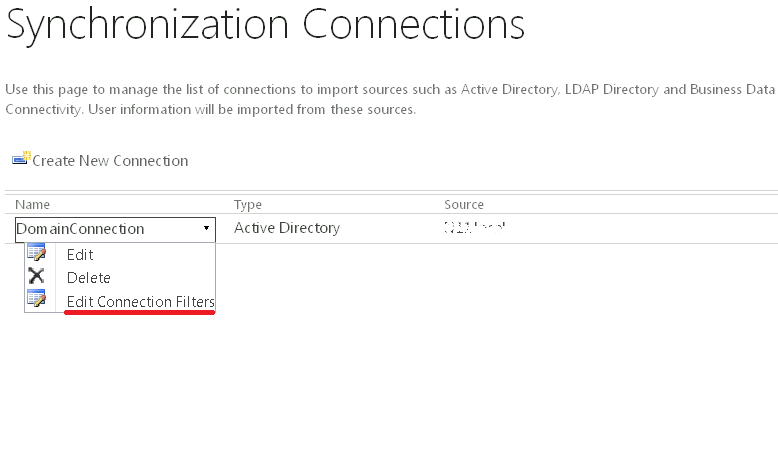 Synchronization Connections
Use this page to manage the list of connections to import sources such as Active Directory, LDAP Directory and Business Data
Connectivity. User information will be imported from these sources.
Create New Connection
Name Type Source
DomainConnection Active Directory
Edit
Delete
Edit Connection Filters